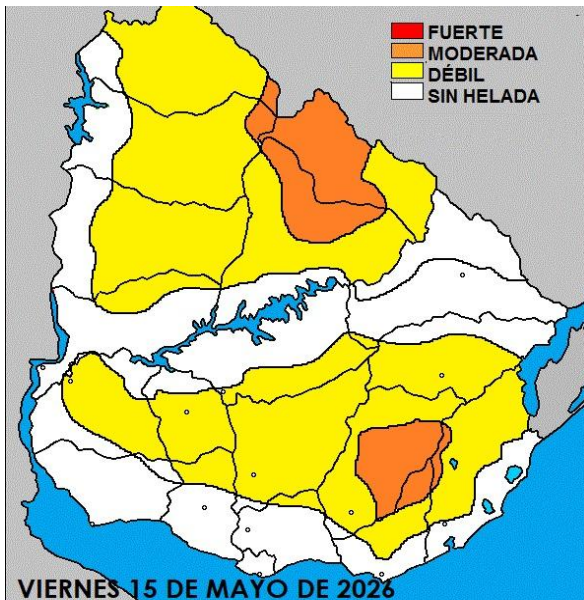 FUERTE
MODERADA
DÉBIL
SIN HELADA
VIERNES 15 DE MAYO DE 2026